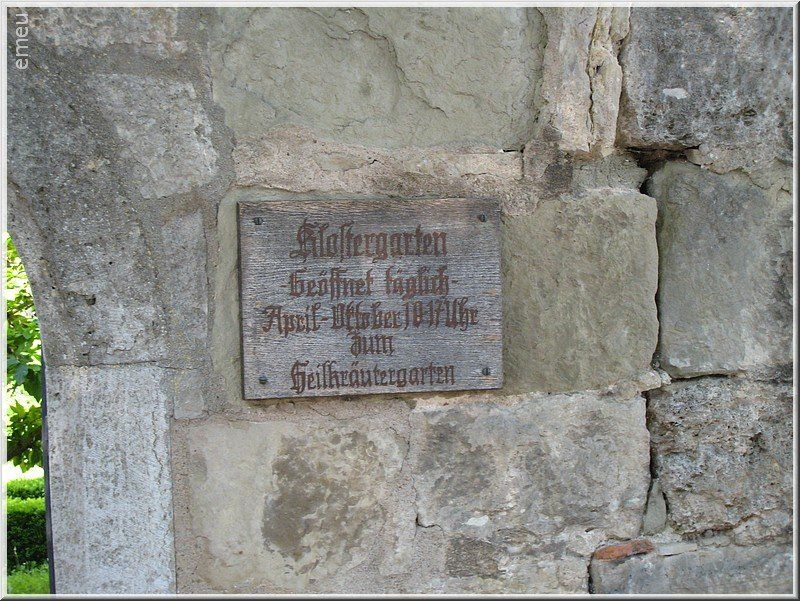 emeu
Klostergarten
-Geöffnet täglich-
April-Oktober 10-17 Uhr
zum
Heilkräutergarten